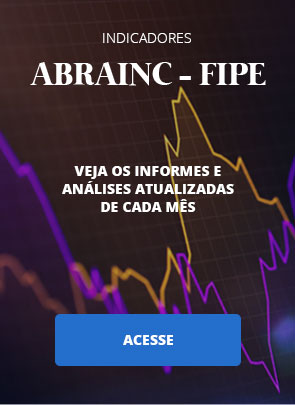 INDICADORES
ABRAINC - FIPE
VEJA OS INFORMES E
ANÁLISES ATUALIZADAS
DE CADA MÊS
ACESSE